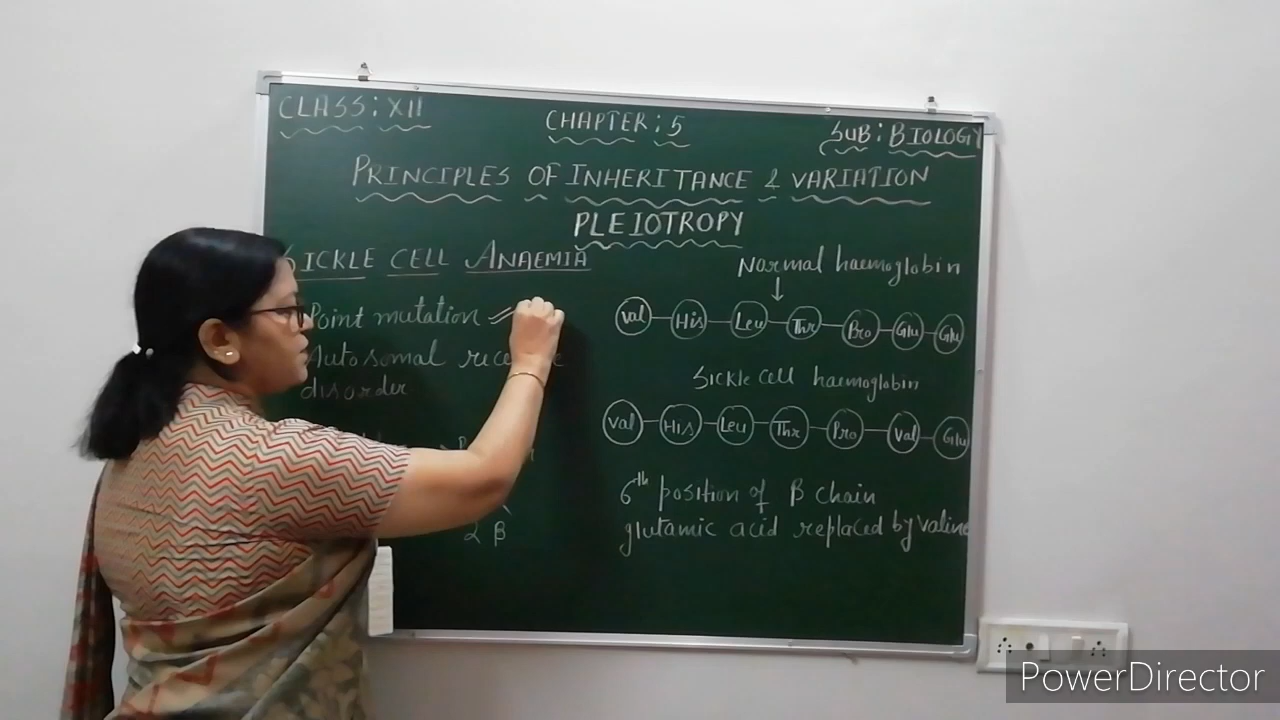 CLASS: XII
CHAPTER: 5
SUB: BIOLOGY
PRINCIPLES OF INHERITANCE & VARIATION
PLEIOTROPY
SICKLE CELL ANAEMIA
Point mutation
Autosomal
disorder
α β
Normal haemoglobin
Val His Leu Thr Pro Glu Glu
Sickle cell haemoglobin
Val His Leu Thr Pro Val Glu
6th position of β chain
glutamic acid replaced by valine
PowerDirector